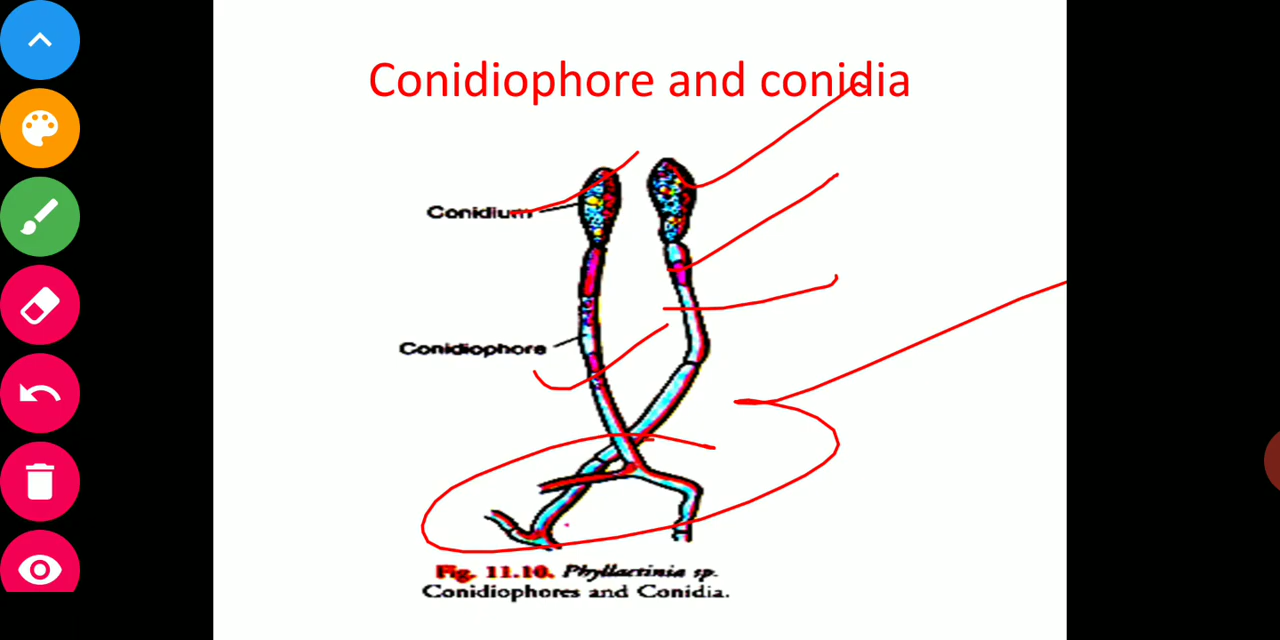 Conidiophore and conidia
Conidium
Conidiophore
Fig. 11.10. Phyllactinia sp.
Conidiophores and Conidia.